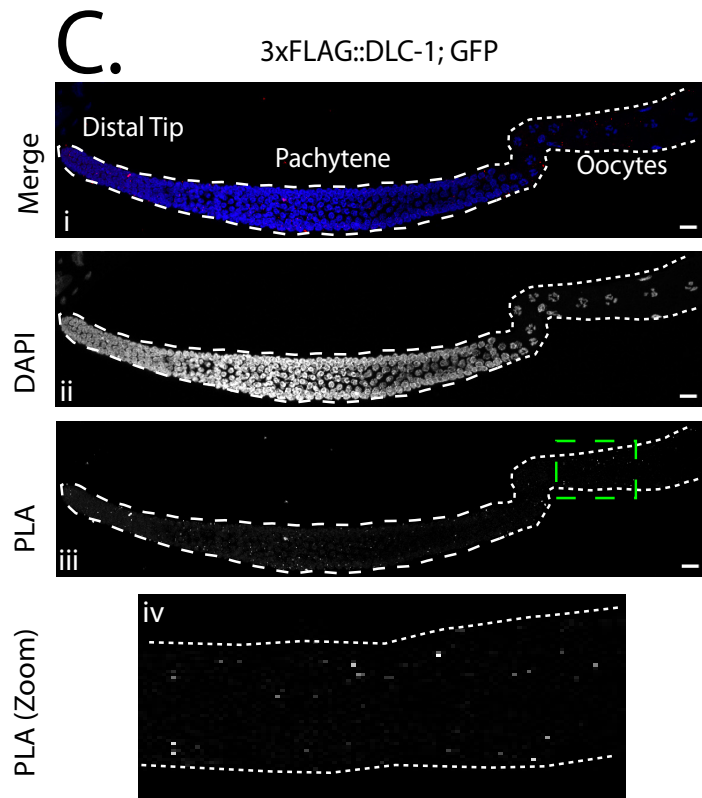 C.
3xFLAG::DLC-1; GFP
Merge
Distal Tip
Pachytene
Oocytes
i
DAPI
ii
PLA
iii
PLA (Zoom)
iv